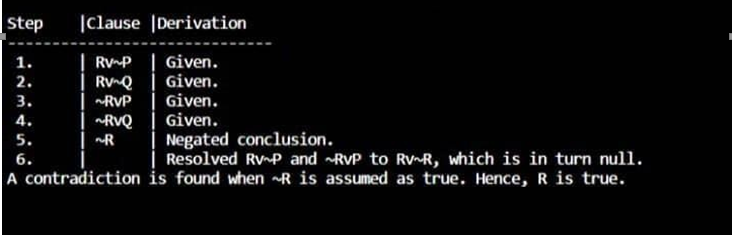 Step |Clause |Derivation
------------------------------
1. | Rv~P | Given.
2. | Rv~Q | Given.
3. | ~RvP | Given.
4. | ~RvQ | Given.
5. | ~R | Negated conclusion.
6. | | Resolved Rv~P and ~RvP to Rv~R, which is in turn null.
A contradiction is found when ~R is assumed as true. Hence, R is true.